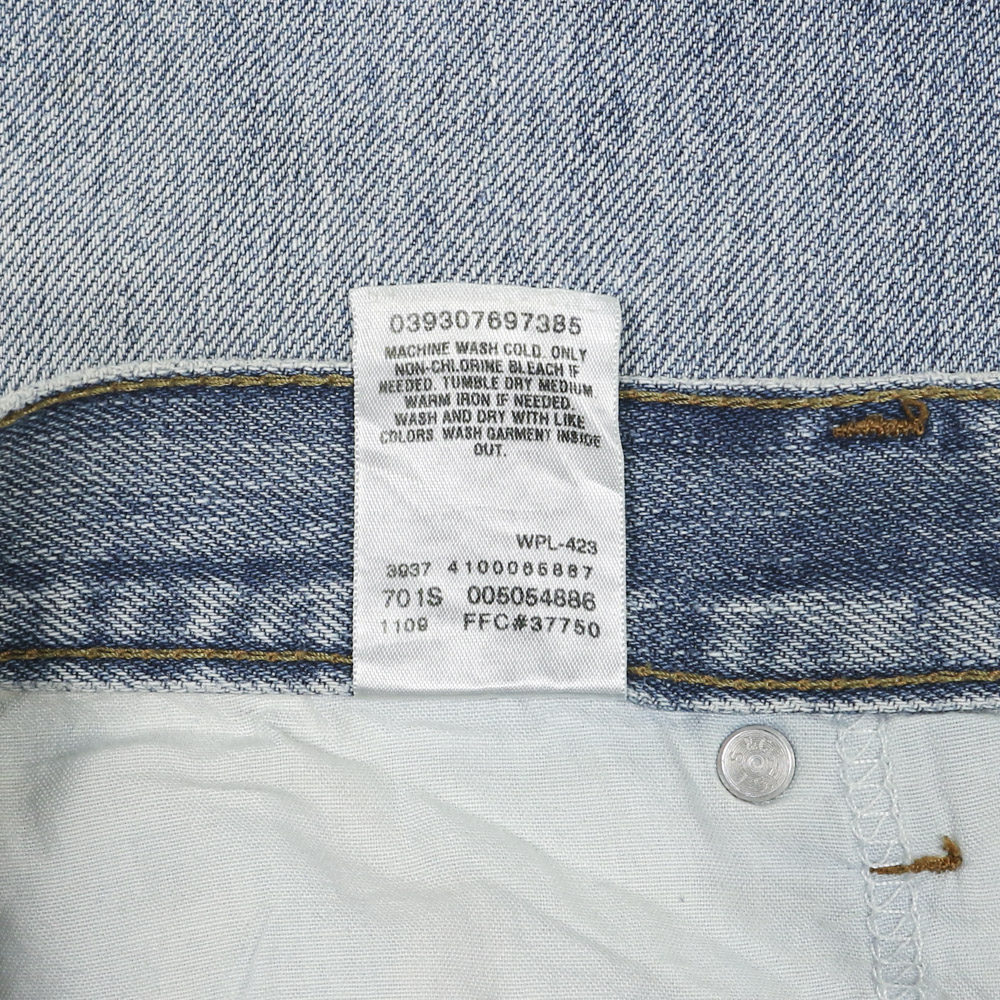 039307697385
MACHINE WASH COLD. ONLY
NON-CHLORINE BLEACH IF
NEEDED. TUMBLE DRY MEDIUM
WARM IRON IF NEEDED.
WASH AND DRY WITH LIKE
COLORS. WASH GARMENT INSIDE
OUT.
WPL-423
3937 4100065887
701S 005054886
1109 FFC#37750